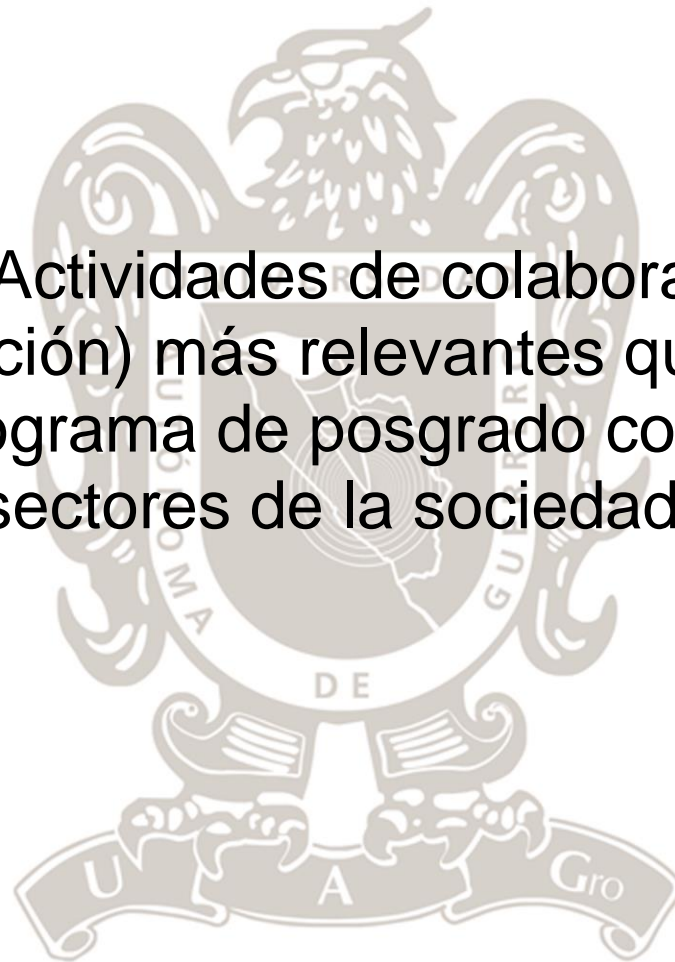 Actividades de colabora
ción) más relevantes qu
ograma de posgrado co
sectores de la sociedad
DE
U A Gro